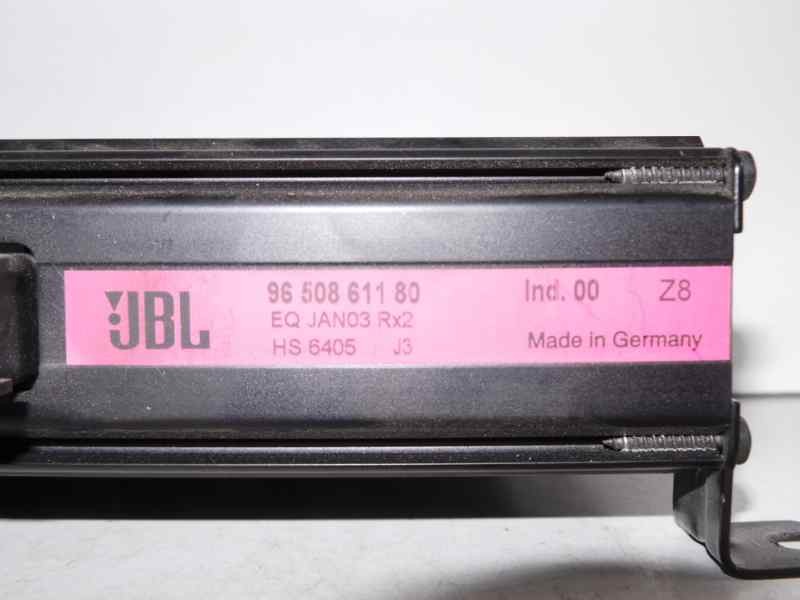 JBL
96 508 611 80 Ind. 00 Z8
EQ JAN03 Rx2
HS 6405 J3 Made in Germany